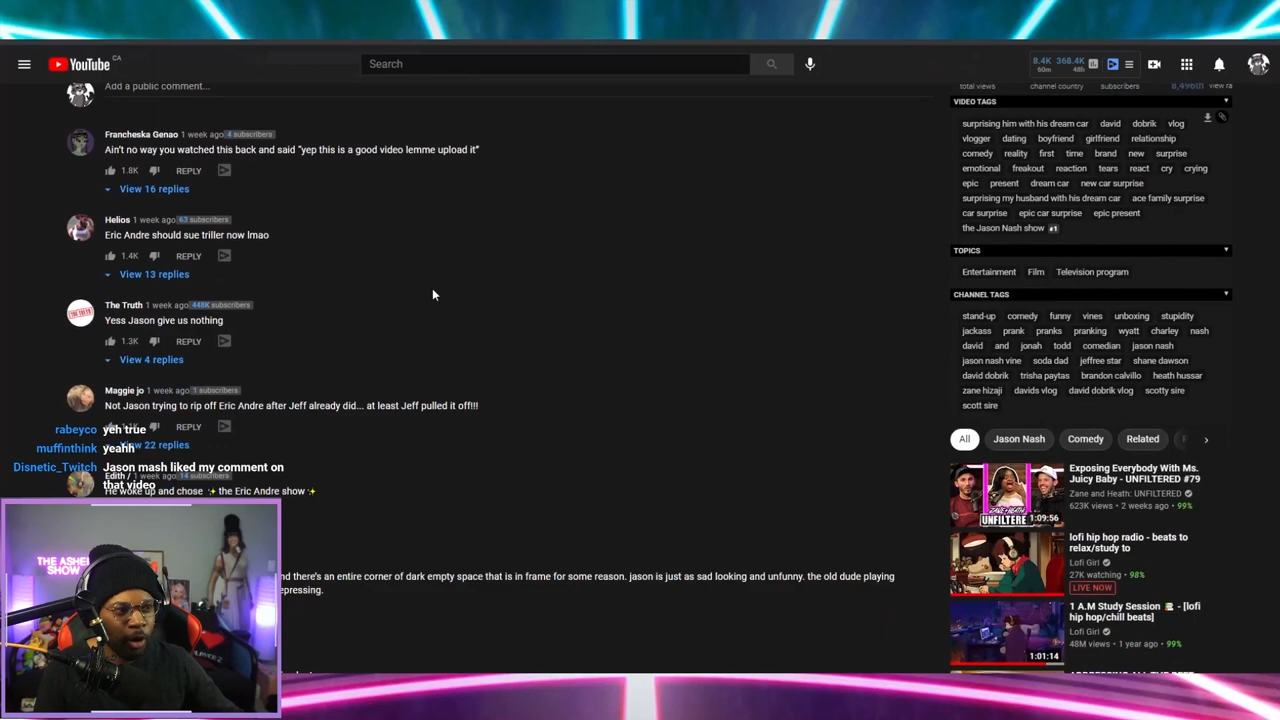 YouTube CA
Search
8.4K 368.4K
60m 48h
Add a public comment...
Francheska Genao 1 week ago 4 subscribers
Ain't no way you watched this back and said “yep this is a good video lemme upload it”
1.8K REPLY
View 16 replies
Helios 1 week ago 63 subscribers
Eric Andre should sue triller now lmao
1.4K REPLY
View 13 replies
The Truth 1 week ago 448K subscribers
Yess Jason give us nothing
1.3K REPLY
View 4 replies
Maggie jo 1 week ago 1 subscribers
Not Jason trying to rip off Eric Andre after Jeff already did... at least Jeff pulled it off!!!
REPLY
View 22 replies
rabeyco yeh true
muffinthink yeahh
Disnetic_Twitch Jason mash liked my comment on
that video
Edith / 1 week ago 14 subscribers
He woke up and chose ✨ the Eric Andre show ✨
nd there's an entire corner of dark empty space that is in frame for some reason. jason is just as sad looking and unfunny. the old dude playing
epressing.
THE ASHE
SHOW
total views channel country subscribers
VIDEO TAGS
surprising him with his dream car david dobrik vlog
vlogger dating boyfriend girlfriend relationship
comedy reality first time brand new surprise
emotional freakout reaction tears react cry crying
epic present dream car new car surprise
surprising my husband with his dream car ace family surprise
car surprise epic car surprise epic present
the Jason Nash show #1
TOPICS
Entertainment Film Television program
CHANNEL TAGS
stand-up comedy funny vines unboxing stupidity
jackass prank pranks pranking wyatt charley nash
david and jonah todd comedian jason nash
jason nash vine soda dad jeffree star shane dawson
david dobrik trisha paytas brandon calvillo heath hussar
zane hizaji davids vlog david dobrik vlog scotty sire
scott sire
All Jason Nash Comedy Related
Exposing Everybody With Ms.
Juicy Baby - UNFILTERED #79
Zane and Heath: UNFILTERED
623K views • 2 weeks ago • 99%
ZANE HEATH
UNFILTERE
1:09:56
lofi hip hop radio - beats to
relax/study to
Lofi Girl
27K watching • 98%
LIVE NOW
1 A.M Study Session 📚 - [lofi
hip hop/chill beats]
Lofi Girl
48M views • 1 year ago • 99%
1:01:14